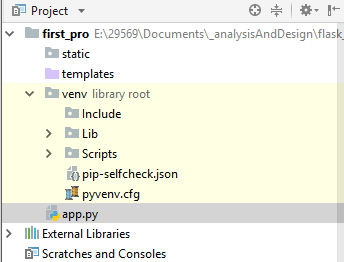 Project
first_pro E:\29569\Documents\_analysisAndDesign\flask_
static
templates
venv library root
Include
Lib
Scripts
pip-selfcheck.json
pyvenv.cfg
app.py
External Libraries
Scratches and Consoles